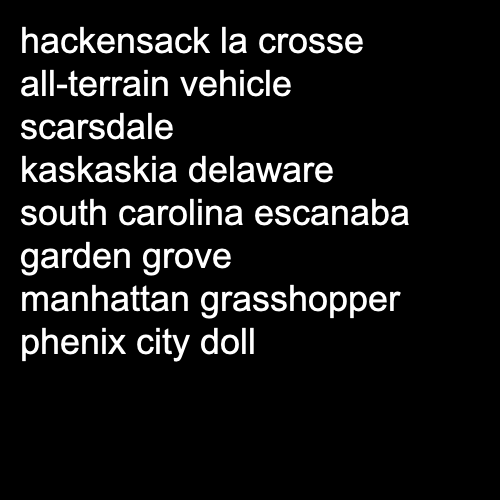 hackensack la crosse
all-terrain vehicle
scarsdale
kaskaskia delaware
south carolina escanaba
garden grove
manhattan grasshopper
phenix city doll